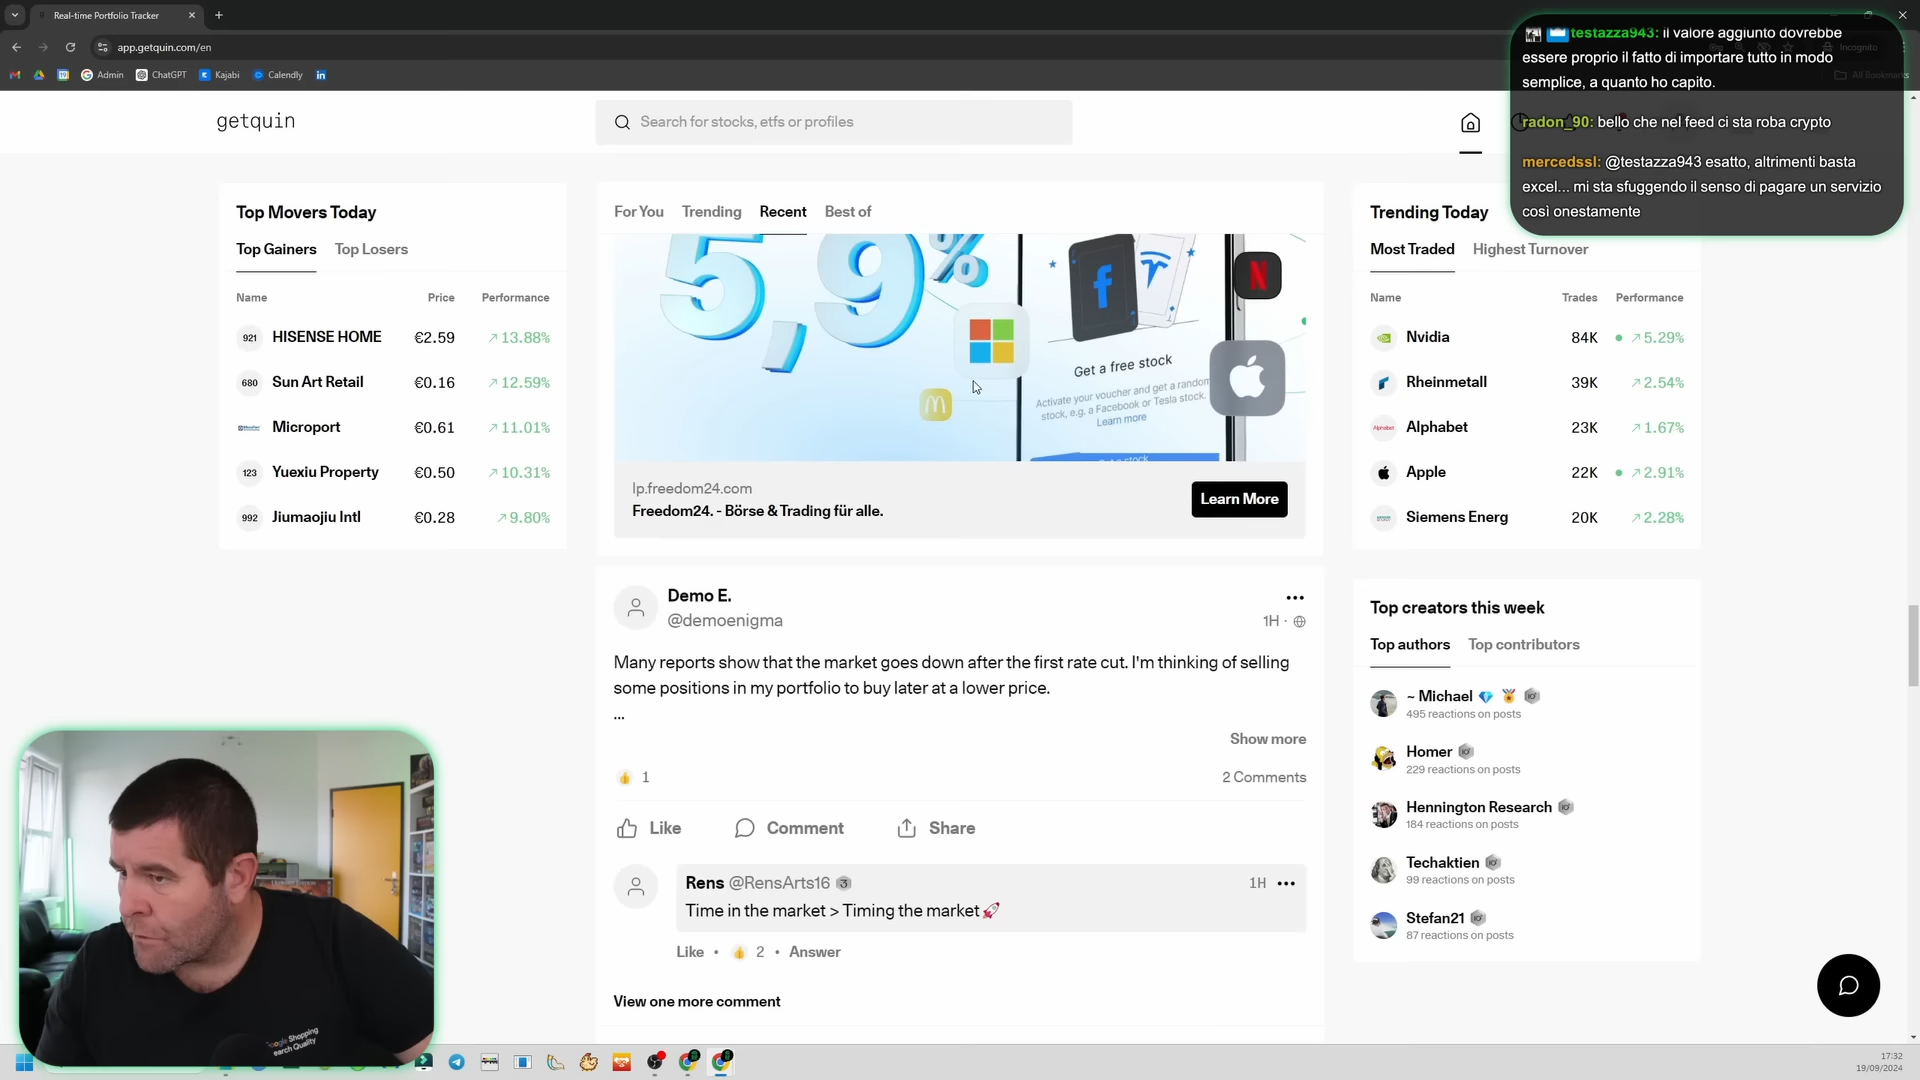 Real-time Portfolio Tracker
app.getquin.com/en
Incognito
Admin
ChatGPT
Kajabi
Calendly
All Bookmarks
testazza943: il valore aggiunto dovrebbe
essere proprio il fatto di importare tutto in modo
semplice, a quanto ho capito.
radon_90: bello che nel feed ci sta roba crypto
mercedssl: @testazza943 esatto, altrimenti basta
excel... mi sta sfuggendo il senso di pagare un servizio
così onestamente
getquin
Search for stocks, etfs or profiles
Top Movers Today
Top Gainers Top Losers
Name Price Performance
921 HISENSE HOME €2.59 13.88%
680 Sun Art Retail €0.16 12.59%
Microport €0.61 11.01%
123 Yuexiu Property €0.50 10.31%
992 Jiumaojiu Intl €0.28 9.80%
For You Trending Recent Best of
5,9%
Get a free stock
Activate your voucher and get a random
stock, e.g. a Facebook or Tesla stock.
Learn more
lp.freedom24.com
Freedom24. - Börse & Trading für alle.
Learn More
Demo E.
@demoenigma
1H ·
Many reports show that the market goes down after the first rate cut. I'm thinking of selling
some positions in my portfolio to buy later at a lower price.
...
Show more
1
2 Comments
Like Comment Share
Rens @RensArts16 3 1H
Time in the market > Timing the market
Like • 2 • Answer
View one more comment
Trending Today
Most Traded Highest Turnover
Name Trades Performance
Nvidia 84K 5.29%
Rheinmetall 39K 2.54%
Alphabet Alphabet 23K 1.67%
Apple 22K 2.91%
Siemens Energ 20K 2.28%
Top creators this week
Top authors Top contributors
~ Michael
495 reactions on posts
Homer
229 reactions on posts
Hennington Research
184 reactions on posts
Techaktien
99 reactions on posts
Stefan21
87 reactions on posts
Google Shopping
Search Quality
17:32
19/09/2024